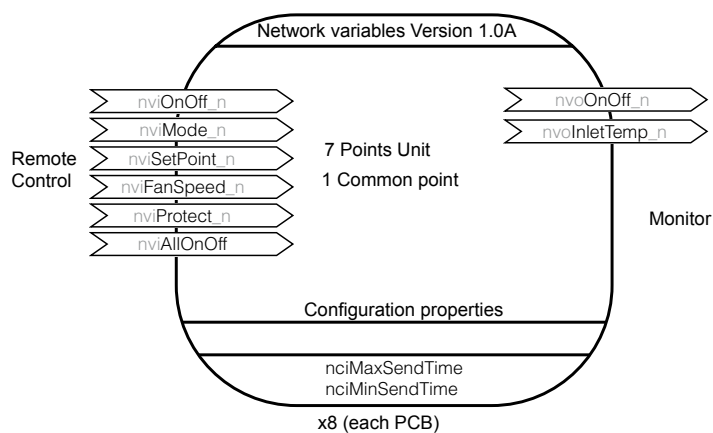 Network variables Version 1.0A
nviOnOff_n
nviMode_n
nviSetPoint_n
nviFanSpeed_n
nviProtect_n
nviAllOnOff
Remote
Control
7 Points Unit
1 Common point
nvoOnOff_n
nvoInletTemp_n
Monitor
Configuration properties
nciMaxSendTime
nciMinSendTime
x8 (each PCB)